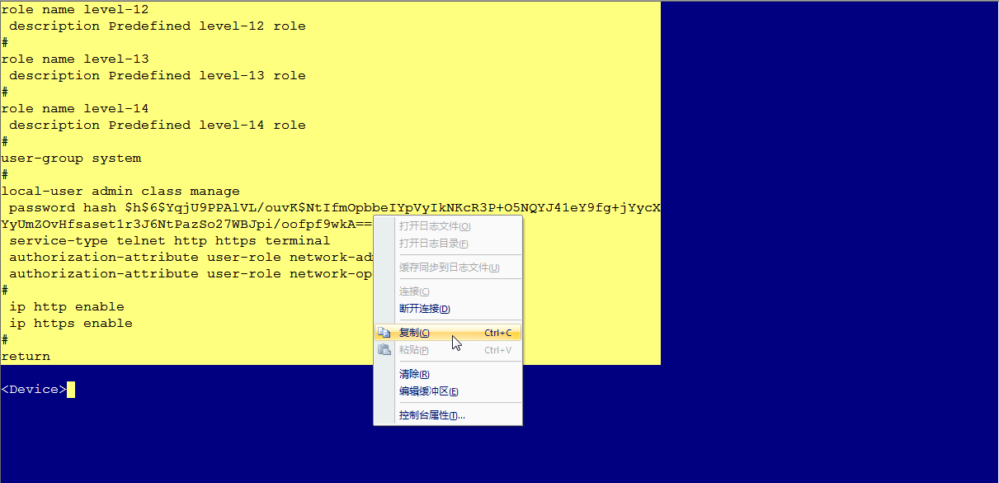 role name level-12
 description Predefined level-12 role
#
role name level-13
 description Predefined level-13 role
#
role name level-14
 description Predefined level-14 role
#
user-group system
#
local-user admin class manage
 password hash $h$6$YqjU9PPAlVL/ouvK$NtIfmOpbbeIYpVyIkNKcR3P+O5NQYJ41eY9fg+jYycX
YyUmZOvHfsaset1r3J6NtPazSo27WBJpi/oofpf9wkA==
 service-type telnet http https terminal
 authorization-attribute user-role network-adm
 authorization-attribute user-role network-op
#
 ip http enable
 ip https enable
#
return
<Device>
打开日志文件(O)
打开日志目录(F)
缓存同步到日志文件(U)
连接(C)
断开连接(D)
复制(C) Ctrl+C
粘贴(P) Ctrl+V
清除(R)
编辑缓冲区(E)
控制台属性(T)...